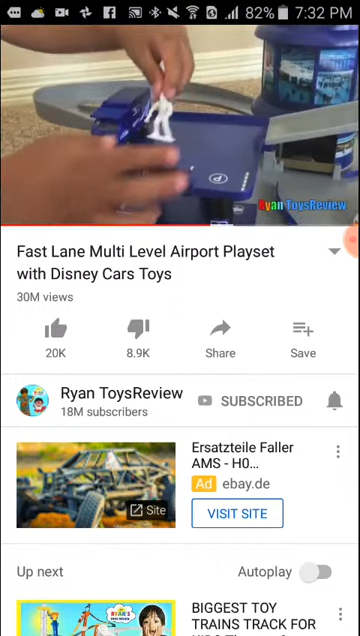 82% 7:32 PM
P
Ryan ToysReview
Fast Lane Multi Level Airport Playset
with Disney Cars Toys
30M views
20K 8.9K Share Save
Ryan ToysReview
18M subscribers
SUBSCRIBED
Ersatzteile Faller
AMS - H0...
Ad ebay.de
Site
VISIT SITE
Up next Autoplay
RYAN'S
BIGGEST TOY
TRAINS TRACK FOR